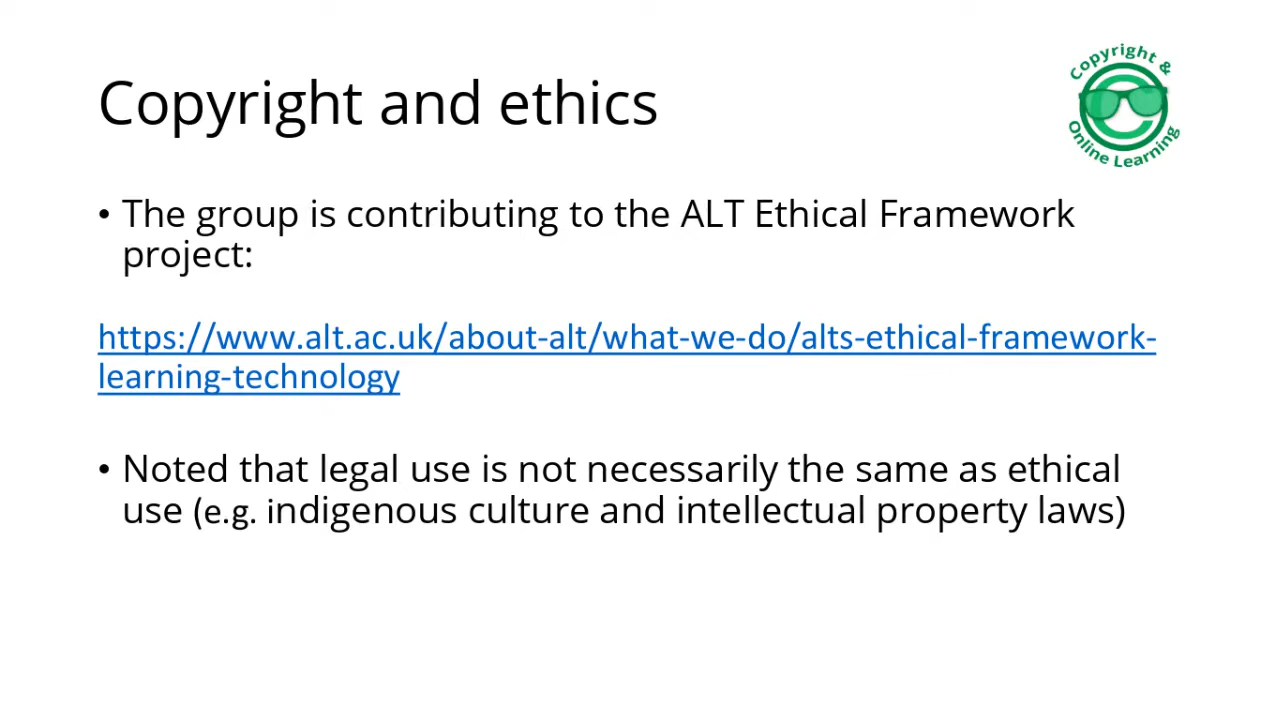 Copyright and ethics
Copyright &
Online Learning
• The group is contributing to the ALT Ethical Framework
project:
https://www.alt.ac.uk/about-alt/what-we-do/alts-ethical-framework-
learning-technology
• Noted that legal use is not necessarily the same as ethical
use (e.g. indigenous culture and intellectual property laws)